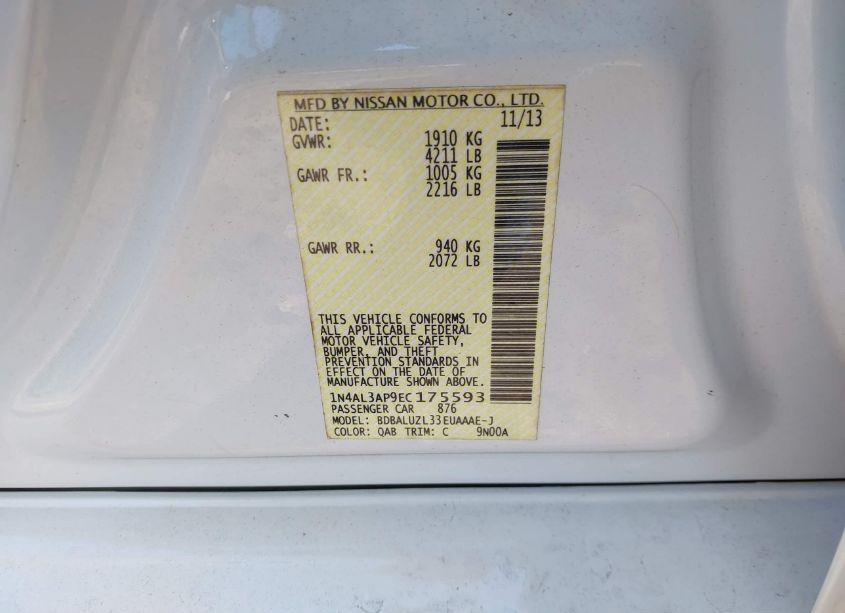 MFD BY NISSAN MOTOR CO., LTD.
DATE: 11/13
GVWR: 1910 KG
4211 LB
GAWR FR.: 1005 KG
2216 LB
GAWR RR.: 940 KG
2072 LB
THIS VEHICLE CONFORMS TO
ALL APPLICABLE FEDERAL
MOTOR VEHICLE SAFETY,
BUMPER, AND THEFT
PREVENTION STANDARDS IN
EFFECT ON THE DATE OF
MANUFACTURE SHOWN ABOVE.
1N4AL3AP9EC175593
PASSENGER CAR 876
MODEL: BDBALUZL33EUAAAE-J
COLOR: QAB TRIM: C 9N00A